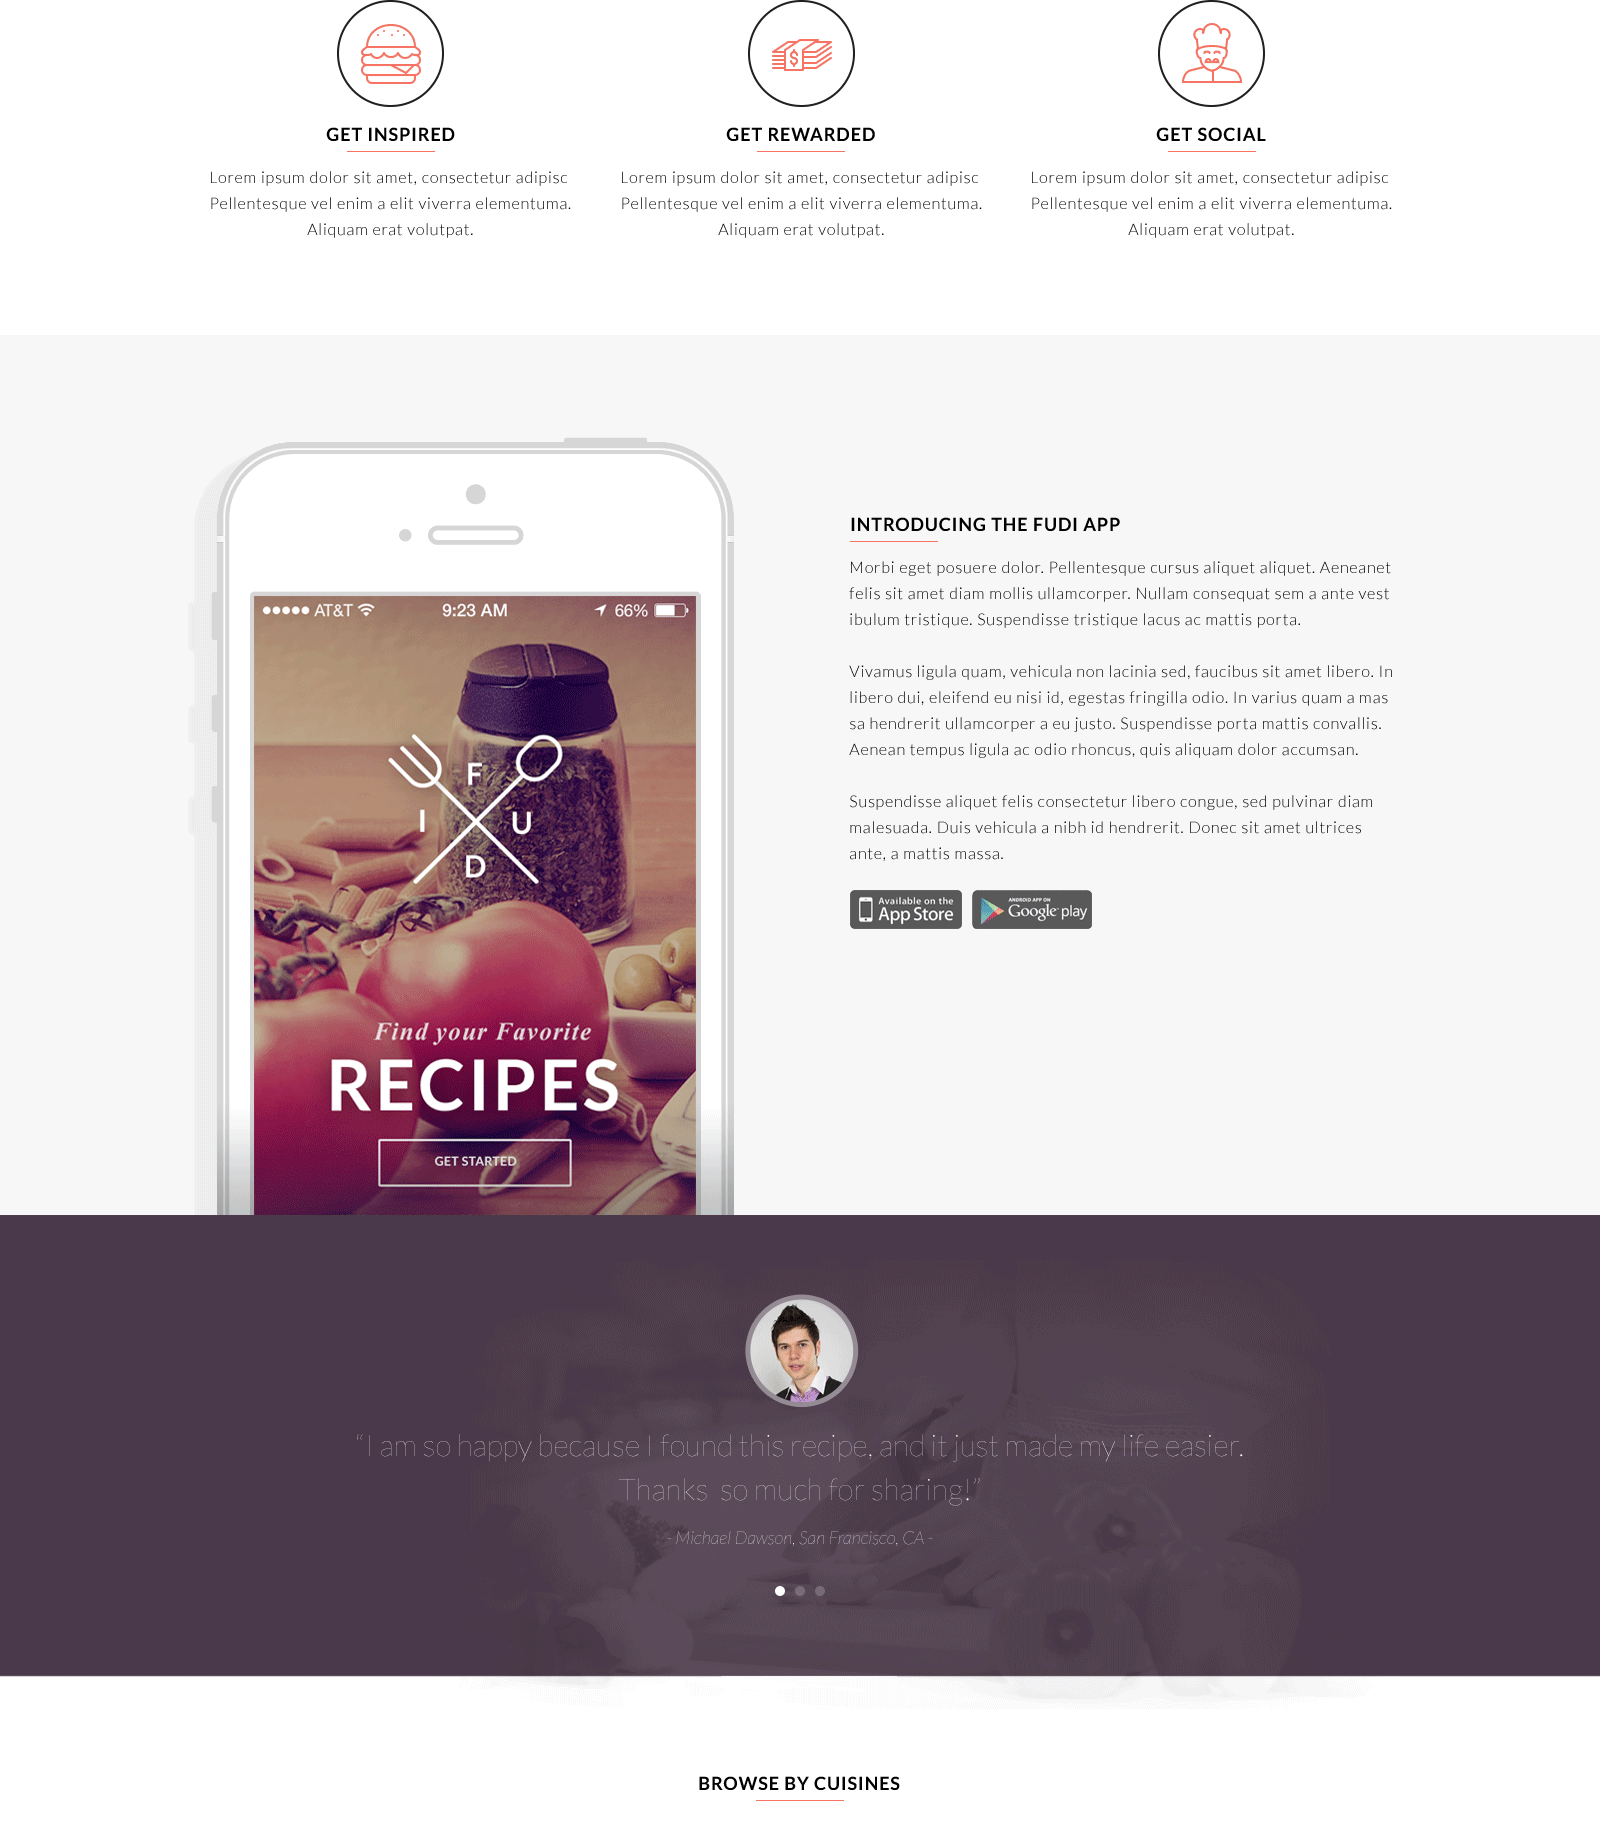 GET INSPIRED
Lorem ipsum dolor sit amet, consectetur adipisc
Pellentesque vel enim a elit viverra elementuma.
Aliquam erat volutpat.
GET REWARDED
Lorem ipsum dolor sit amet, consectetur adipisc
Pellentesque vel enim a elit viverra elementuma.
Aliquam erat volutpat.
GET SOCIAL
Lorem ipsum dolor sit amet, consectetur adipisc
Pellentesque vel enim a elit viverra elementuma.
Aliquam erat volutpat.
AT&T 9:23 AM 66%
F
I U
D
Find your Favorite
RECIPES
GET STARTED
INTRODUCING THE FUDI APP
Morbi eget posuere dolor. Pellentesque cursus aliquet aliquet. Aeneanet
felis sit amet diam mollis ullamcorper. Nullam consequat sem a ante vest
ibulum tristique. Suspendisse tristique lacus ac mattis porta.
Vivamus ligula quam, vehicula non lacinia sed, faucibus sit amet libero. In
libero dui, eleifend eu nisi id, egestas fringilla odio. In varius quam a mas
sa hendrerit ullamcorper a eu justo. Suspendisse porta mattis convallis.
Aenean tempus ligula ac odio rhoncus, quis aliquam dolor accumsan.
Suspendisse aliquet felis consectetur libero congue, sed pulvinar diam
malesuada. Duis vehicula a nibh id hendrerit. Donec sit amet ultrices
ante, a mattis massa.
Available on the
App Store
ANDROID APP ON
Google play
“I am so happy because I found this recipe, and it just made my life easier.
Thanks so much for sharing!”
- Michael Dawson, San Francisco, CA -
BROWSE BY CUISINES